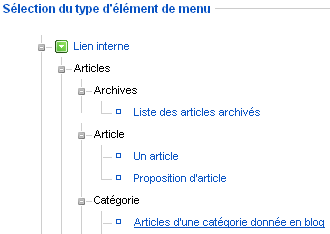 Sélection du type d'élément de menu
Lien interne
Articles
Archives
Liste des articles archivés
Article
Un article
Proposition d'article
Catégorie
Articles d'une catégorie donnée en blog